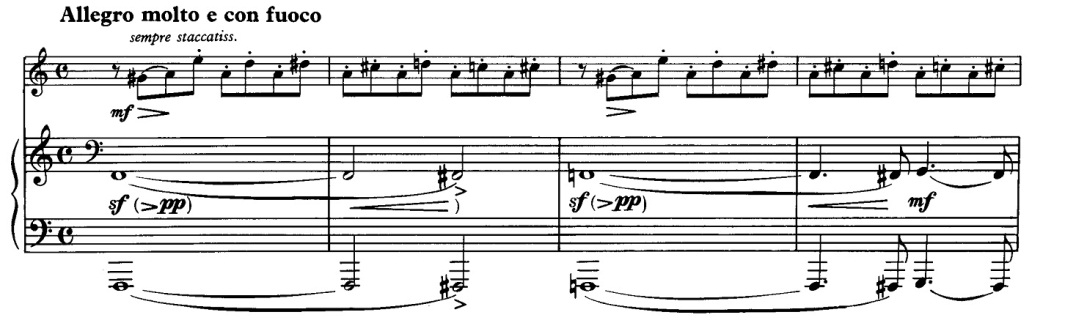 Allegro molto e con fuoco
sempre staccatiss.
mf
sf (>pp) ) sf (>pp) mf